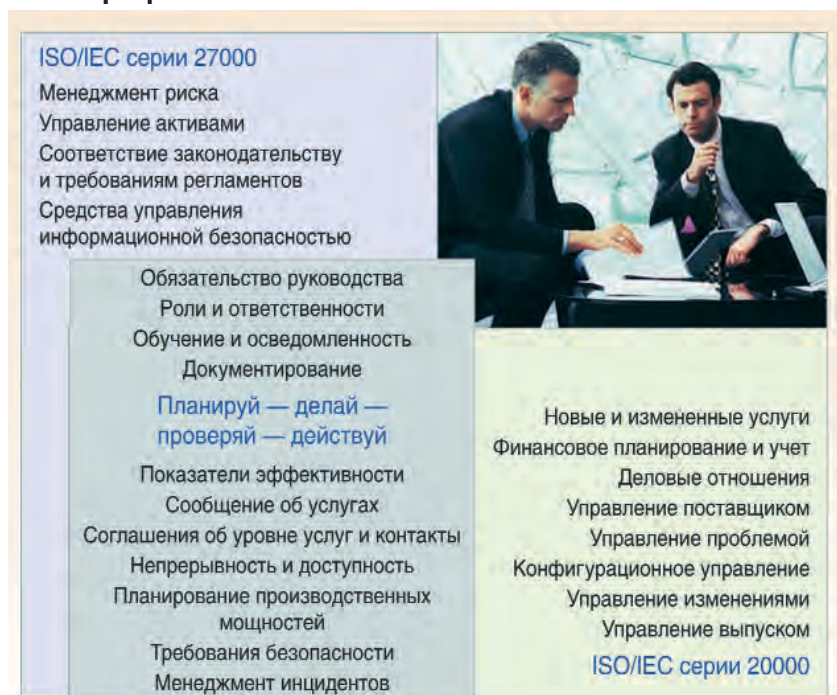 ISO/IEC серии 27000
Менеджмент риска
Управление активами
Соответствие законодательству
и требованиям регламентов
Средства управления
информационной безопасностью
Обязательство руководства
Роли и ответственности
Обучение и осведомленность
Документирование
Планируй — делай —
проверяй — действуй
Показатели эффективности
Сообщение об услугах
Соглашения об уровне услуг и контакты
Непрерывность и доступность
Планирование производственных
мощностей
Требования безопасности
Менеджмент инцидентов
Новые и измененные услуги
Финансовое планирование и учет
Деловые отношения
Управление поставщиком
Управление проблемой
Конфигурационное управление
Управление изменениями
Управление выпуском
ISO/IEC серии 20000